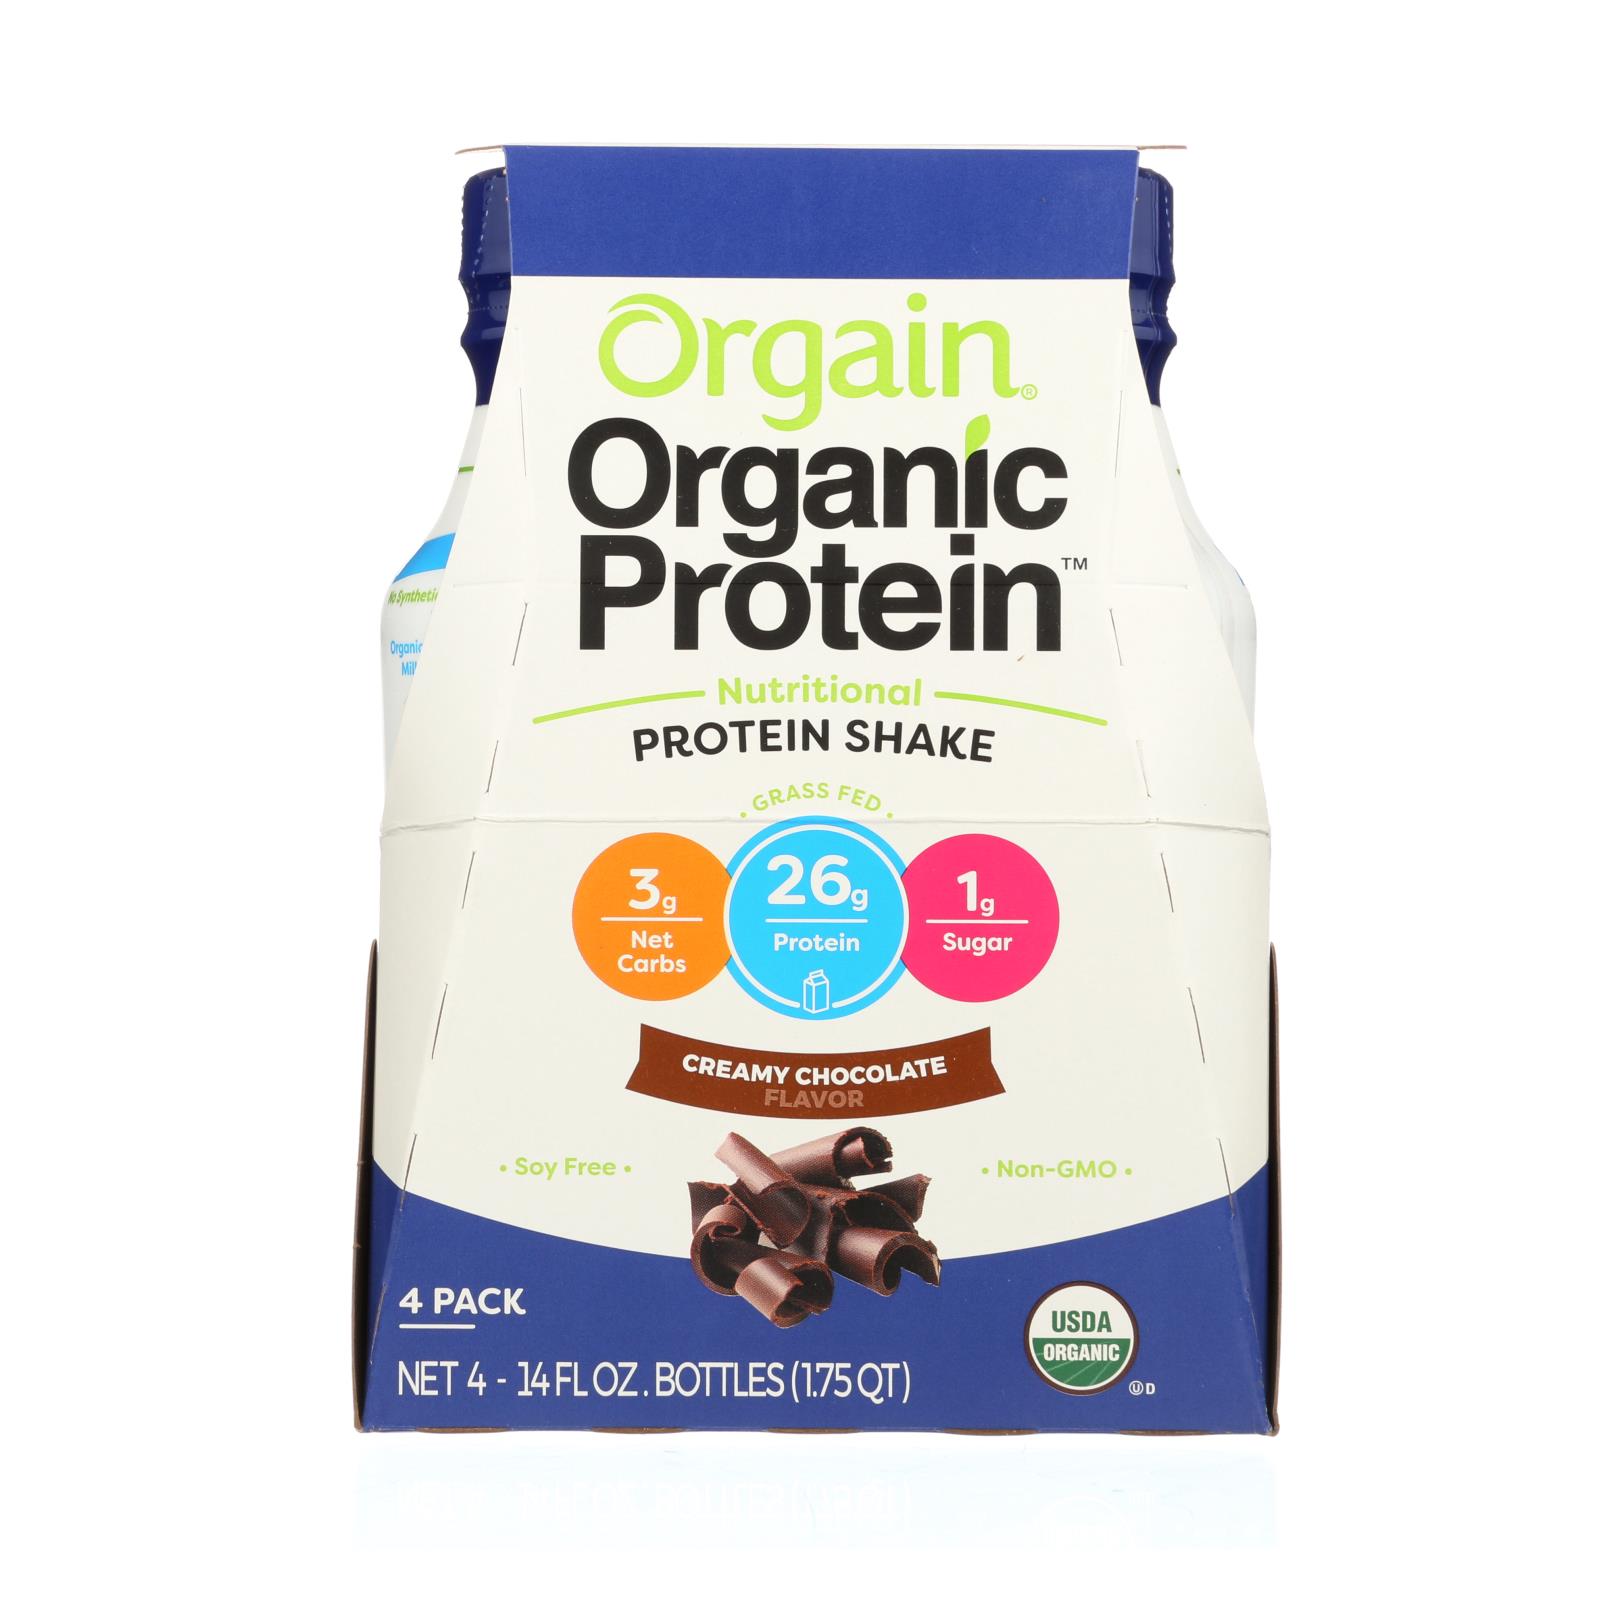 Orgain®
Organic
Protein™
Nutritional
PROTEIN SHAKE
• GRASS FED •
3g
Net
Carbs
26g
Protein
1g
Sugar
CREAMY CHOCOLATE
FLAVOR
• Soy Free •
• Non-GMO •
4 PACK
NET 4 - 14 FL OZ. BOTTLES (1.75 QT)
USDA
ORGANIC
Ⓤ D
Organic